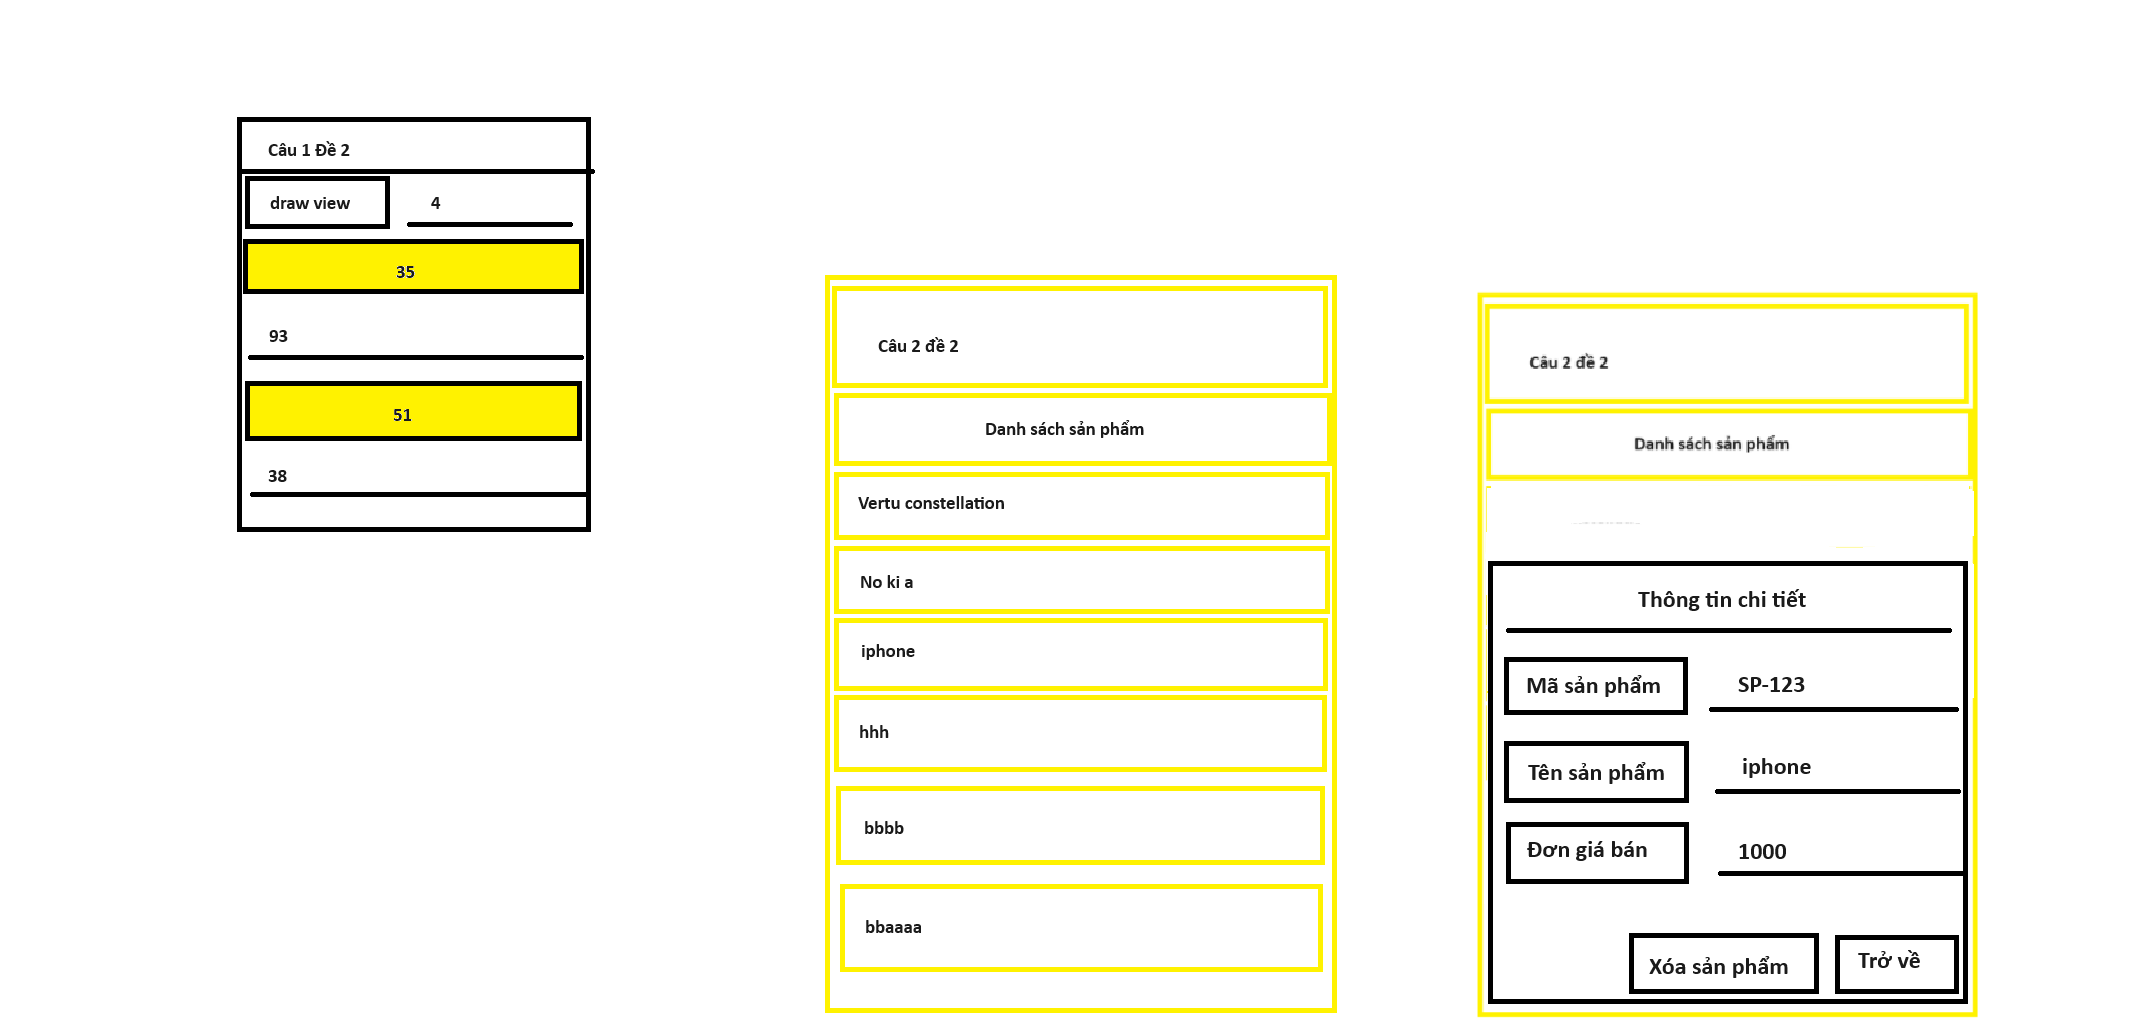 Câu 1 Đề 2
draw view
4
35
93
51
38
Câu 2 đề 2
Danh sách sản phẩm
Vertu constellation
No ki a
iphone
hhh
bbbb
bbaaaa
Câu 2 đề 2
Danh sách sản phẩm
Thông tin chi tiết
Mã sản phẩm
SP-123
Tên sản phẩm
iphone
Đơn giá bán
1000
Xóa sản phẩm
Trở về